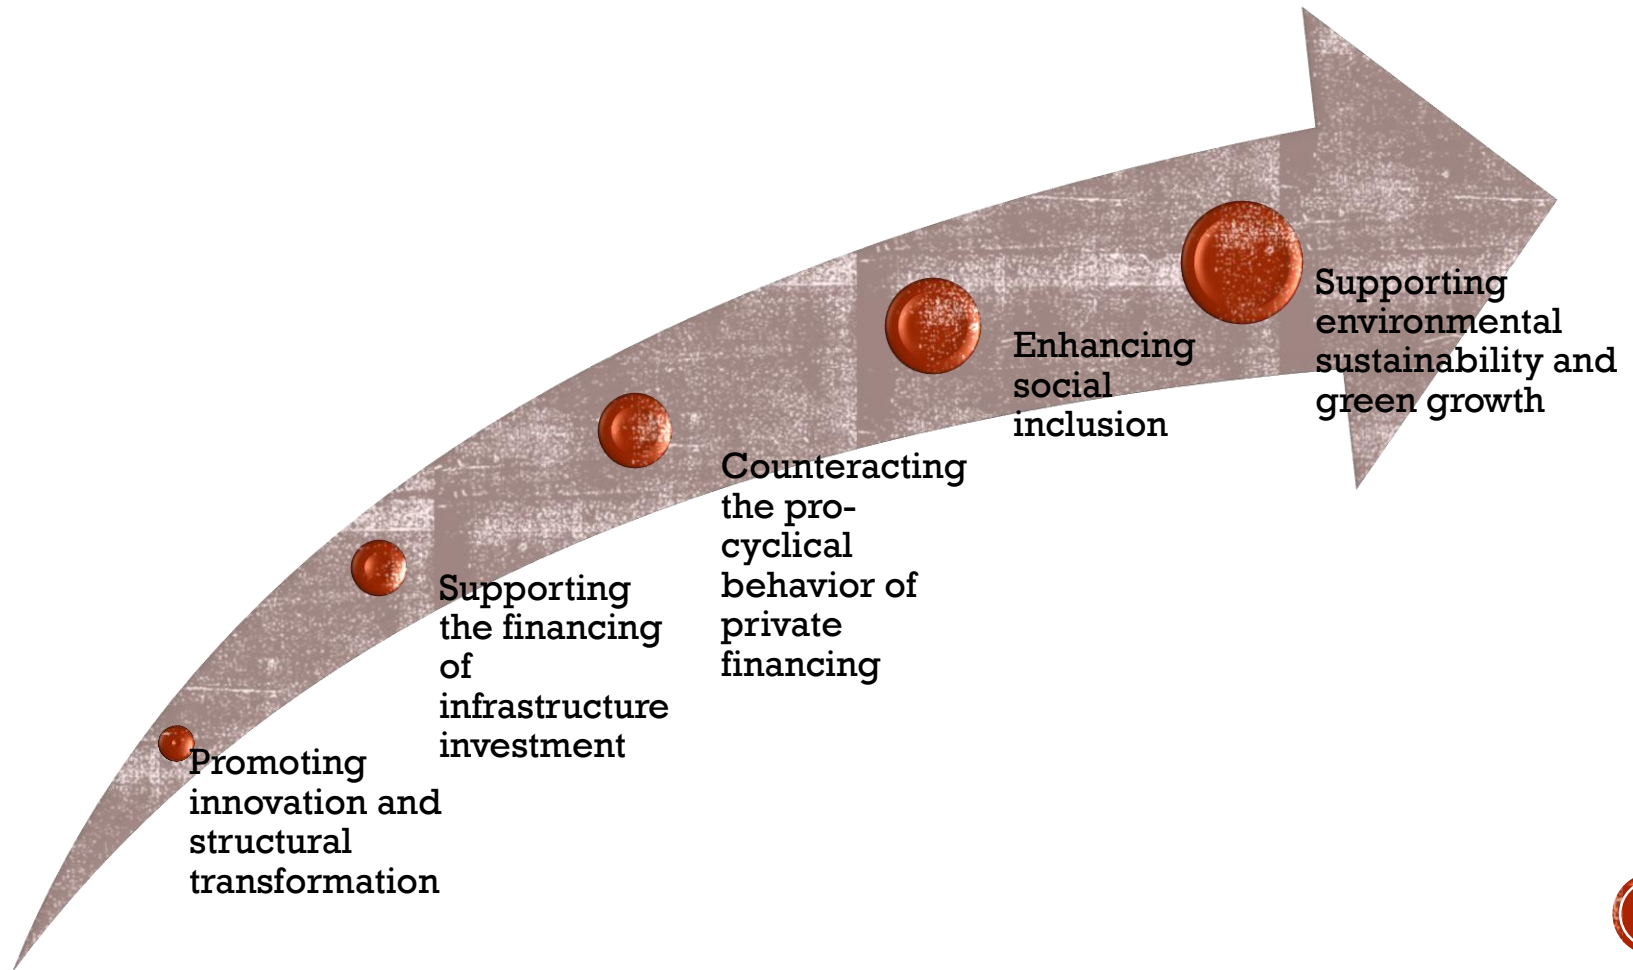 Promoting
innovation and
structural
transformation
Supporting
the financing
of
infrastructure
investment
Counteracting
the pro-
cyclical
behavior of
private
financing
Enhancing
social
inclusion
Supporting
environmental
sustainability and
green growth